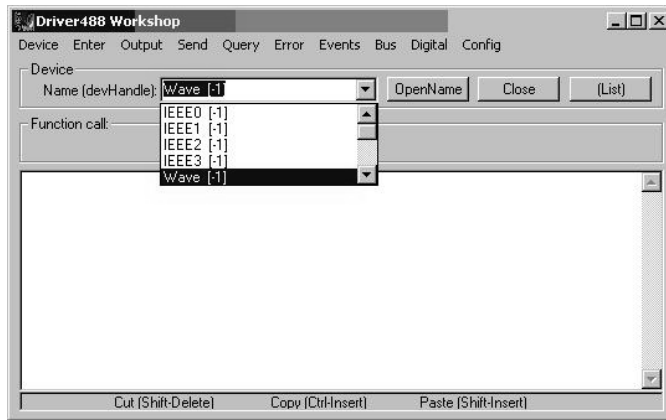 Driver488 Workshop
Device Enter Output Send Query Error Events Bus Digital Config
Device
Name (devHandle): Wave [-1] OpenName Close (List)
IEEE0 [-1]
IEEE1 [-1]
Function call:
IEEE2 [-1]
IEEE3 [-1]
Wave [-1]
Cut (Shift-Delete) Copy (Ctrl-Insert) Paste (Shift-Insert)